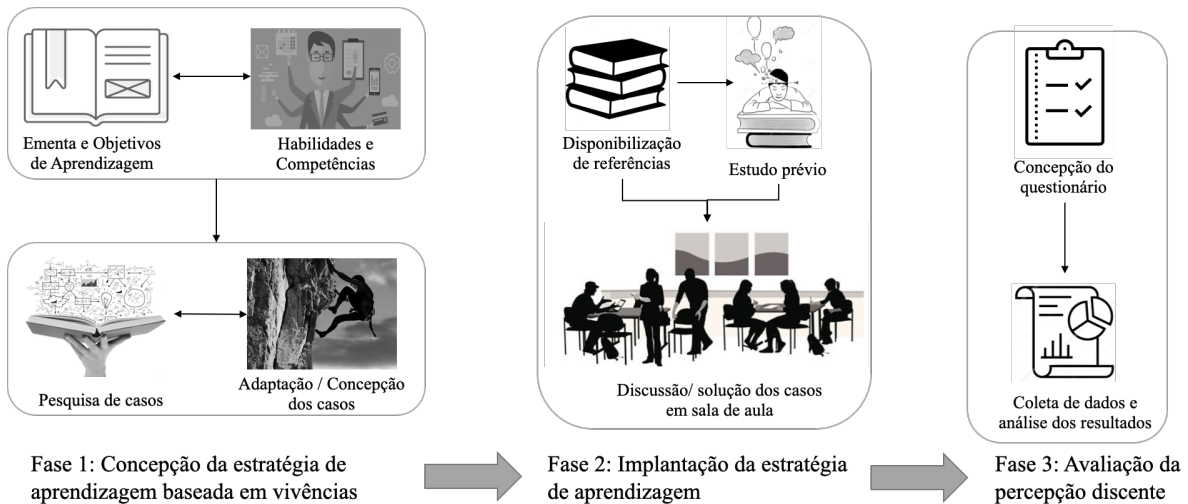 Ementa e Objetivos
de Aprendizagem
Habilidades e
Competências
Pesquisa de casos
Adaptação / Concepção
dos casos
Fase 1: Concepção da estratégia de
aprendizagem baseada em vivências
Disponibilização
de referências
Estudo prévio
Discussão/ solução dos casos
em sala de aula
Fase 2: Implantação da estratégia
de aprendizagem
Concepção do
questionário
Coleta de dados e
análise dos resultados
Fase 3: Avaliação da
percepção discente